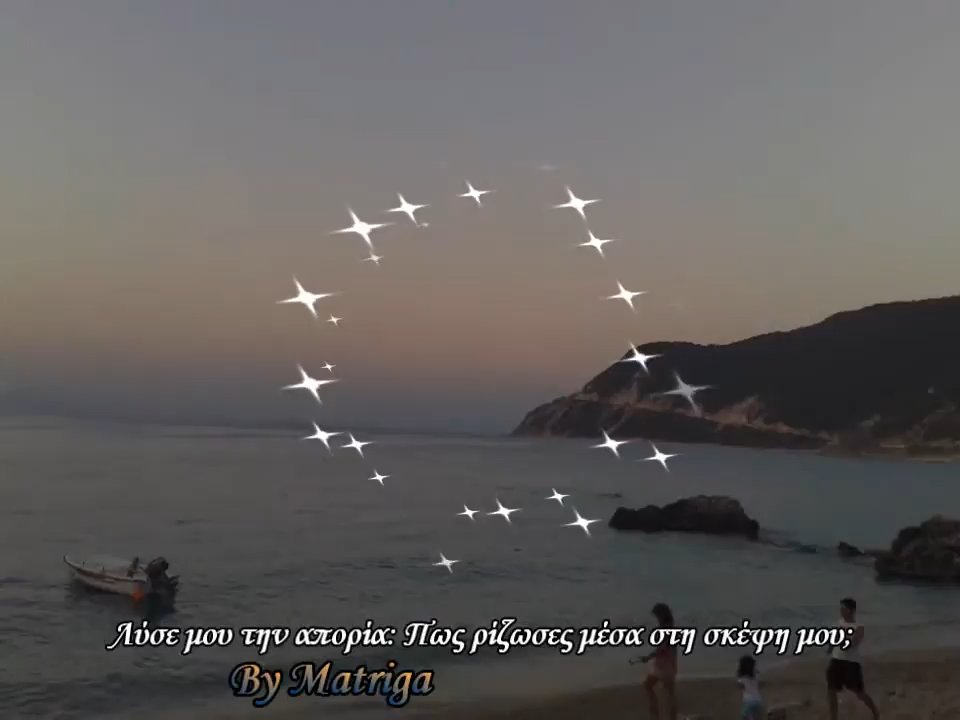 Λύσε μου την απορία: Πως ρίζωσες μέσα στη σκέψη μου;
By Matriga